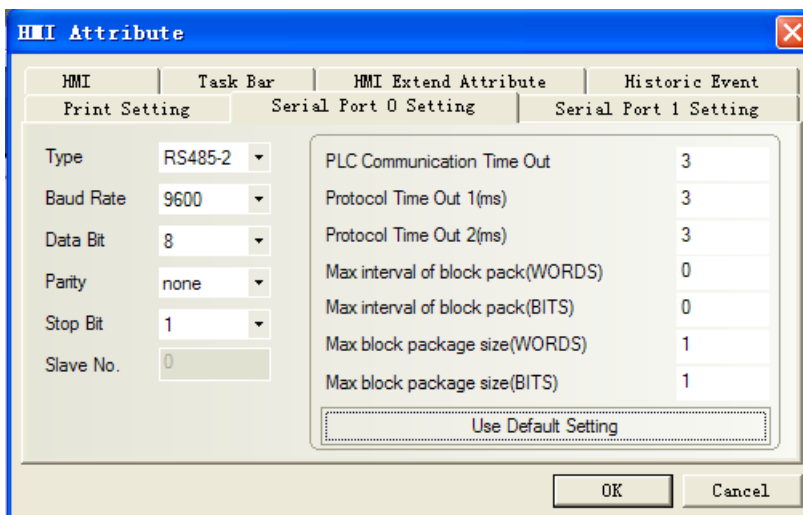 HMI Attribute
HMI Task Bar HMI Extend Attribute Historic Event
Print Setting Serial Port 0 Setting Serial Port 1 Setting
Type RS485-2
Baud Rate 9600
Data Bit 8
Parity none
Stop Bit 1
Slave No. 0
PLC Communication Time Out 3
Protocol Time Out 1(ms) 3
Protocol Time Out 2(ms) 3
Max interval of block pack(WORDS) 0
Max interval of block pack(BITS) 0
Max block package size(WORDS) 1
Max block package size(BITS) 1
Use Default Setting
OK Cancel